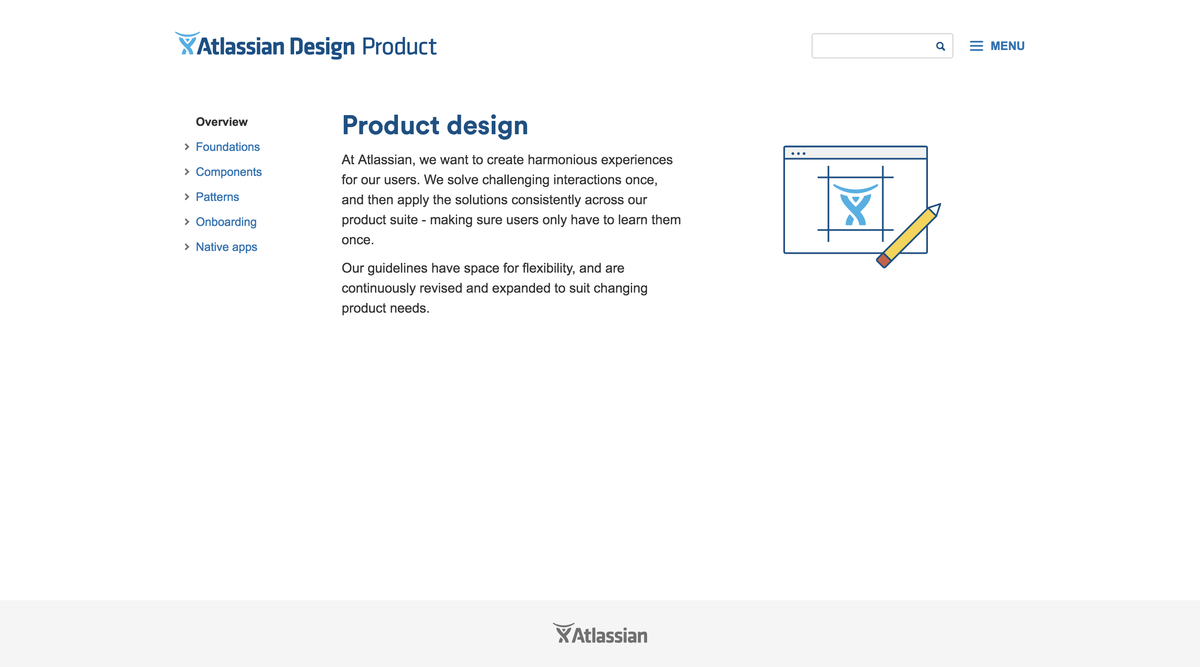 Atlassian Design Product
MENU
Overview
Foundations
Components
Patterns
Onboarding
Native apps
Product design
At Atlassian, we want to create harmonious experiences
for our users. We solve challenging interactions once,
and then apply the solutions consistently across our
product suite - making sure users only have to learn them
once.
Our guidelines have space for flexibility, and are
continuously revised and expanded to suit changing
product needs.
Atlassian